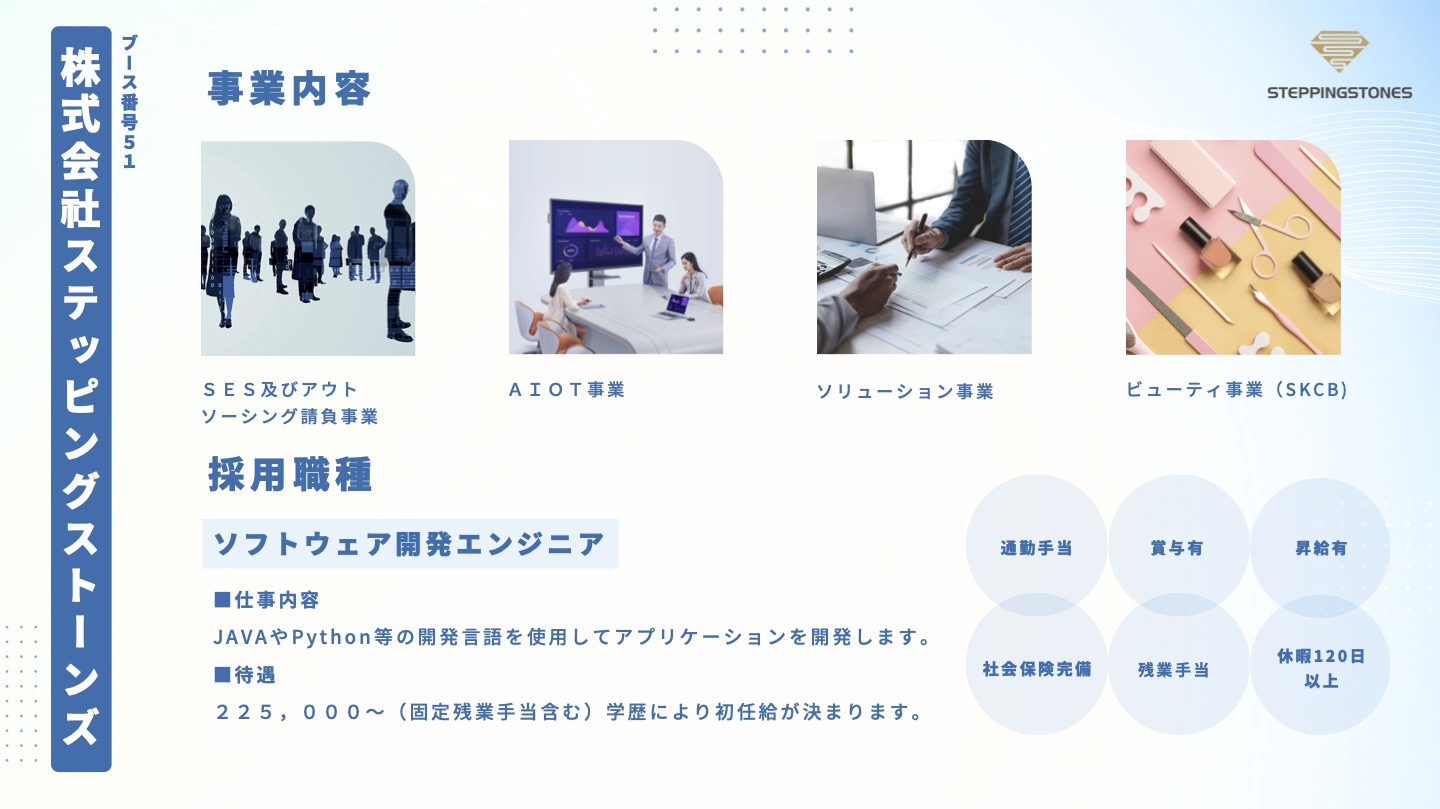 株式会社ステッピングストーンズ
ブース番号51
STEPPINGSTONES
事業内容
ＳＥＳ及びアウト
ソーシング請負事業
ＡＩＯＴ事業
ソリューション事業
ビューティ事業（SKCB)
採用職種
ソフトウェア開発エンジニア
■仕事内容
JAVAやPython等の開発言語を使用してアプリケーションを開発します。
■待遇
２２５，０００～（固定残業手当含む）学歴により初任給が決まります。
通勤手当
賞与有
昇給有
社会保険完備
残業手当
休暇120日
以上